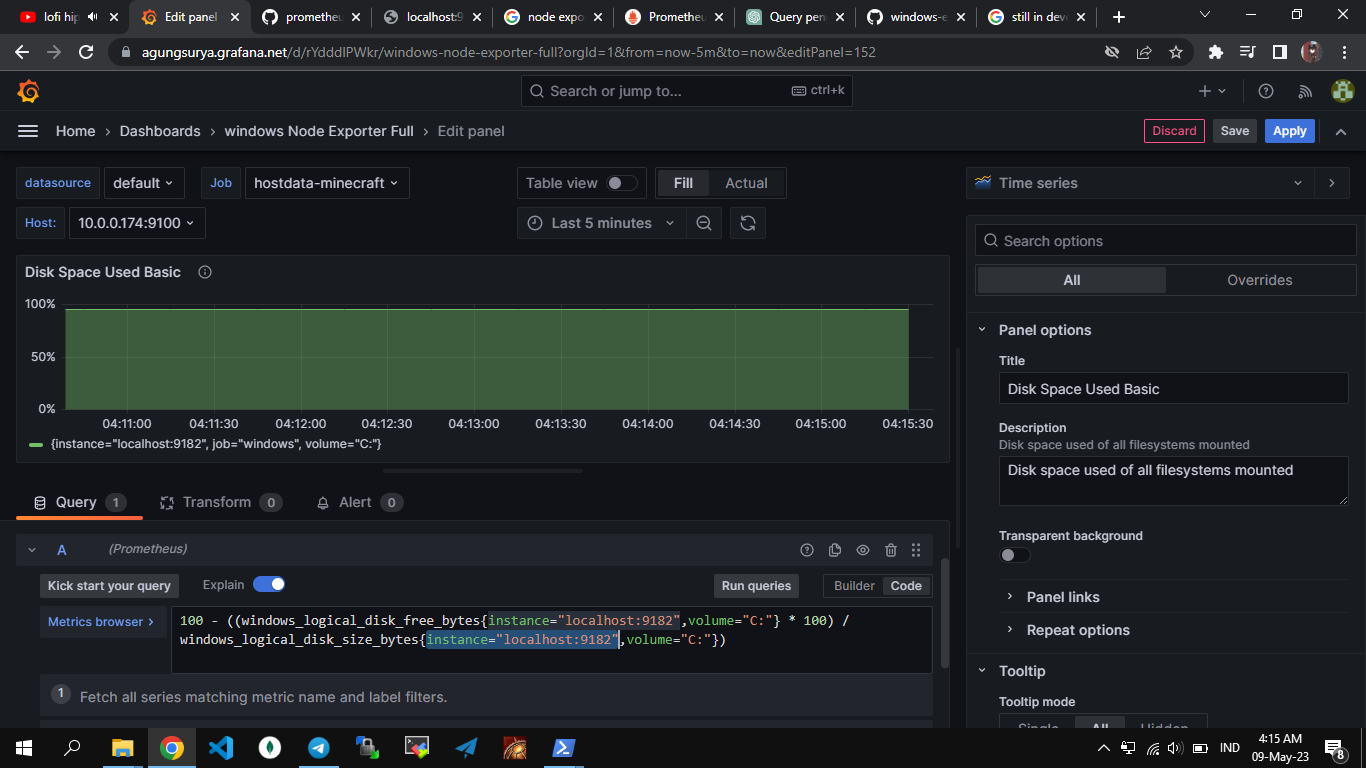 lofi hip
Edit panel
prometheu
localhost:9
node expo
Prometheu
Query pen
windows-e
still in deve
agungsurya.grafana.net/d/rYdddlPWkr/windows-node-exporter-full?orgId=1&from=now-5m&to=now&editPanel=152
Search or jump to...
ctrl+k
Home › Dashboards › windows Node Exporter Full › Edit panel
Discard
Save
Apply
datasource
default
Job
hostdata-minecraft
Table view
Fill
Actual
Time series
Host:
10.0.0.174:9100
Last 5 minutes
Search options
All
Overrides
Disk Space Used Basic
100%
50%
0%
04:11:00 04:11:30 04:12:00 04:12:30 04:13:00 04:13:30 04:14:00 04:14:30 04:15:00 04:15:30
{instance="localhost:9182", job="windows", volume="C:"}
Panel options
Title
Disk Space Used Basic
Description
Disk space used of all filesystems mounted
Disk space used of all filesystems mounted
Transparent background
Panel links
Repeat options
Tooltip
Tooltip mode
Single
All
Hidden
Query 1
Transform 0
Alert 0
A
(Prometheus)
Kick start your query
Explain
Run queries
Builder
Code
Metrics browser >
100 - ((windows_logical_disk_free_bytes{instance="localhost:9182",volume="C:"} * 100) /
windows_logical_disk_size_bytes{instance="localhost:9182",volume="C:"})
1 Fetch all series matching metric name and label filters.
IND
4:15 AM
09-May-23
8